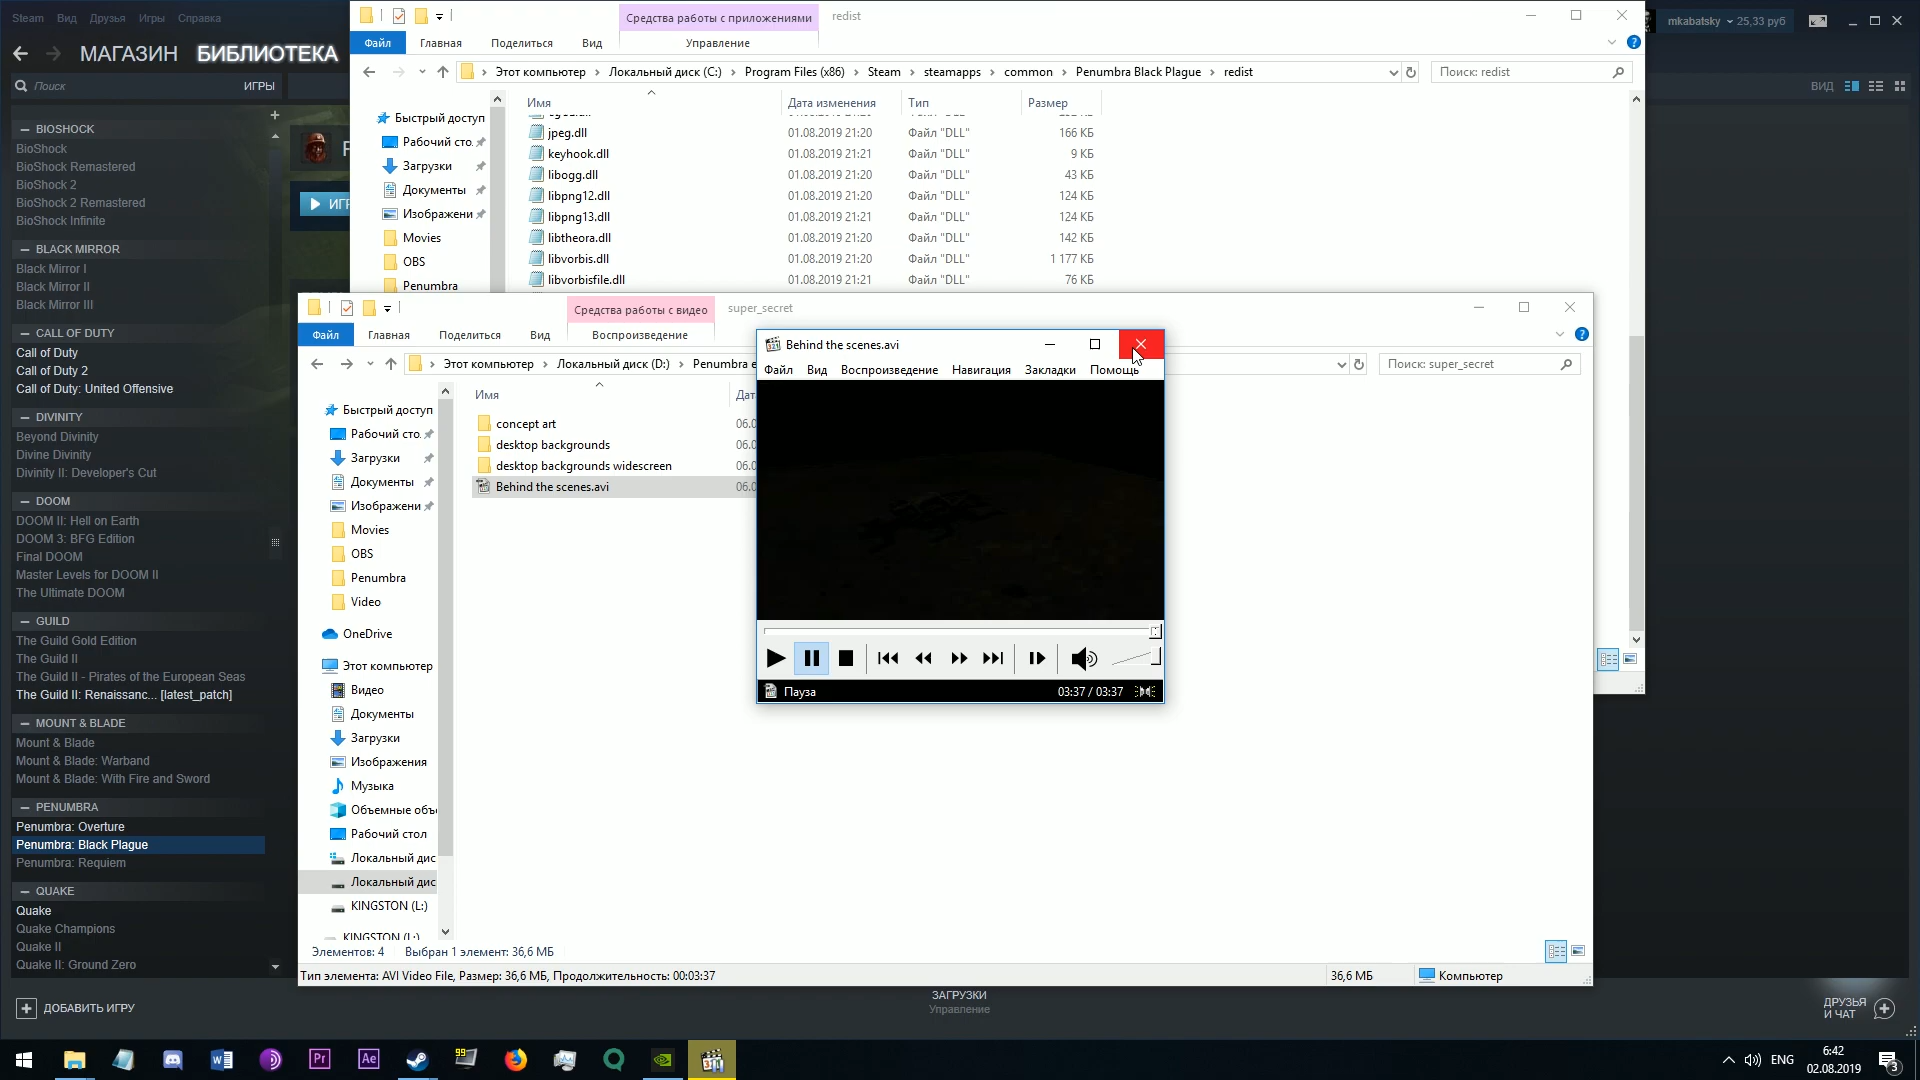 Steam Вид Друзья Игры Справка
МАГАЗИН БИБЛИОТЕКА
Поиск ИГРЫ
BIOSHOCK
BioShock
BioShock Remastered
BioShock 2
BioShock 2 Remastered
BioShock Infinite
BLACK MIRROR
Black Mirror I
Black Mirror II
Black Mirror III
CALL OF DUTY
Call of Duty
Call of Duty 2
Call of Duty: United Offensive
DIVINITY
Beyond Divinity
Divine Divinity
Divinity II: Developer's Cut
DOOM
DOOM II: Hell on Earth
DOOM 3: BFG Edition
Final DOOM
Master Levels for DOOM II
The Ultimate DOOM
GUILD
The Guild Gold Edition
The Guild II
The Guild II - Pirates of the European Seas
The Guild II: Renaissanc... [latest_patch]
MOUNT & BLADE
Mount & Blade
Mount & Blade: Warband
Mount & Blade: With Fire and Sword
PENUMBRA
Penumbra: Overture
Penumbra: Black Plague
Penumbra: Requiem
QUAKE
Quake
Quake Champions
Quake II
Quake II: Ground Zero
ДОБАВИТЬ ИГРУ
Средства работы с приложениями redist
Файл Главная Поделиться Вид Управление
Этот компьютер Локальный диск (C:) Program Files (x86) Steam steamapps common Penumbra Black Plague redist
Поиск: redist
Имя Дата изменения Тип Размер
jpeg.dll 01.08.2019 21:20 Файл "DLL" 166 КБ
keyhook.dll 01.08.2019 21:21 Файл "DLL" 9 КБ
libogg.dll 01.08.2019 21:20 Файл "DLL" 43 КБ
libpng12.dll 01.08.2019 21:20 Файл "DLL" 124 КБ
libpng13.dll 01.08.2019 21:21 Файл "DLL" 124 КБ
libtheora.dll 01.08.2019 21:20 Файл "DLL" 142 КБ
libvorbis.dll 01.08.2019 21:20 Файл "DLL" 1 177 КБ
libvorbisfile.dll 01.08.2019 21:21 Файл "DLL" 76 КБ
Быстрый доступ
Рабочий сто.
Загрузки
Документы
Изображени
Movies
OBS
Penumbra
mkabatsky 25,33 руб
ВИД
Средства работы с видео super_secret
Файл Главная Поделиться Вид Воспроизведение
Этот компьютер Локальный диск (D:) Penumbra e
Поиск: super_secret
Имя Дат
concept art 06.0
desktop backgrounds 06.0
desktop backgrounds widescreen 06.0
Behind the scenes.avi 06.0
Быстрый доступ
Рабочий сто.
Загрузки
Документы
Изображени
Movies
OBS
Penumbra
Video
OneDrive
Этот компьютер
Видео
Документы
Загрузки
Изображения
Музыка
Объемные объ
Рабочий стол
Локальный дис
Локальный дис
KINGSTON (L:)
KINGSTON (L:)
Элементов: 4 Выбран 1 элемент: 36,6 МБ
Тип элемента: AVI Video File, Размер: 36,6 МБ, Продолжительность: 00:03:37 36,6 МБ Компьютер
Behind the scenes.avi
Файл Вид Воспроизведение Навигация Закладки Помощь
Пауза 03:37 / 03:37
ЗАГРУЗКИ
Управление
ДРУЗЬЯ
И ЧАТ
99
321
ENG
6:42
02.08.2019
3